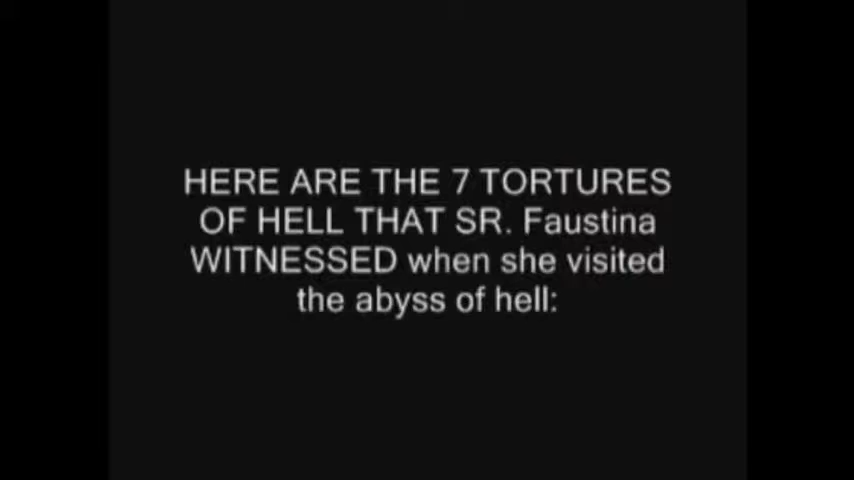 HERE ARE THE 7 TORTURES
OF HELL THAT SR. Faustina
WITNESSED when she visited
the abyss of hell: